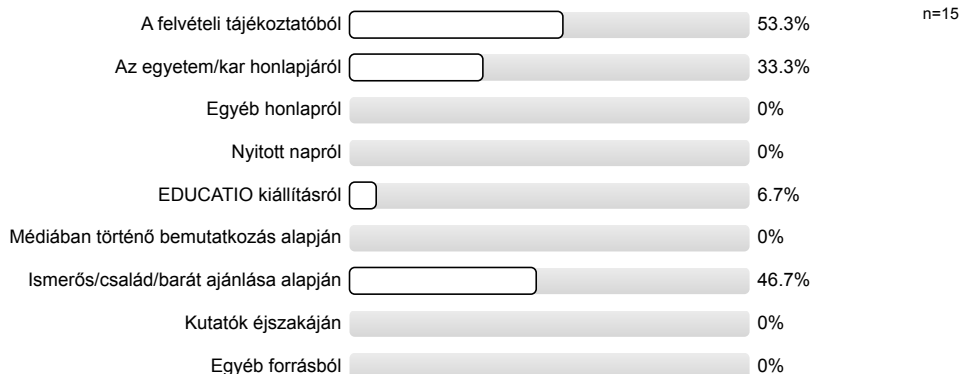 A felvételi tájékoztatóból 53.3% n=15
Az egyetem/kar honlapjáról 33.3%
Egyéb honlapról 0%
Nyitott napról 0%
EDUCATIO kiállításról 6.7%
Médiában történő bemutatkozás alapján 0%
Ismerős/család/barát ajánlása alapján 46.7%
Kutatók éjszakáján 0%
Egyéb forrásból 0%